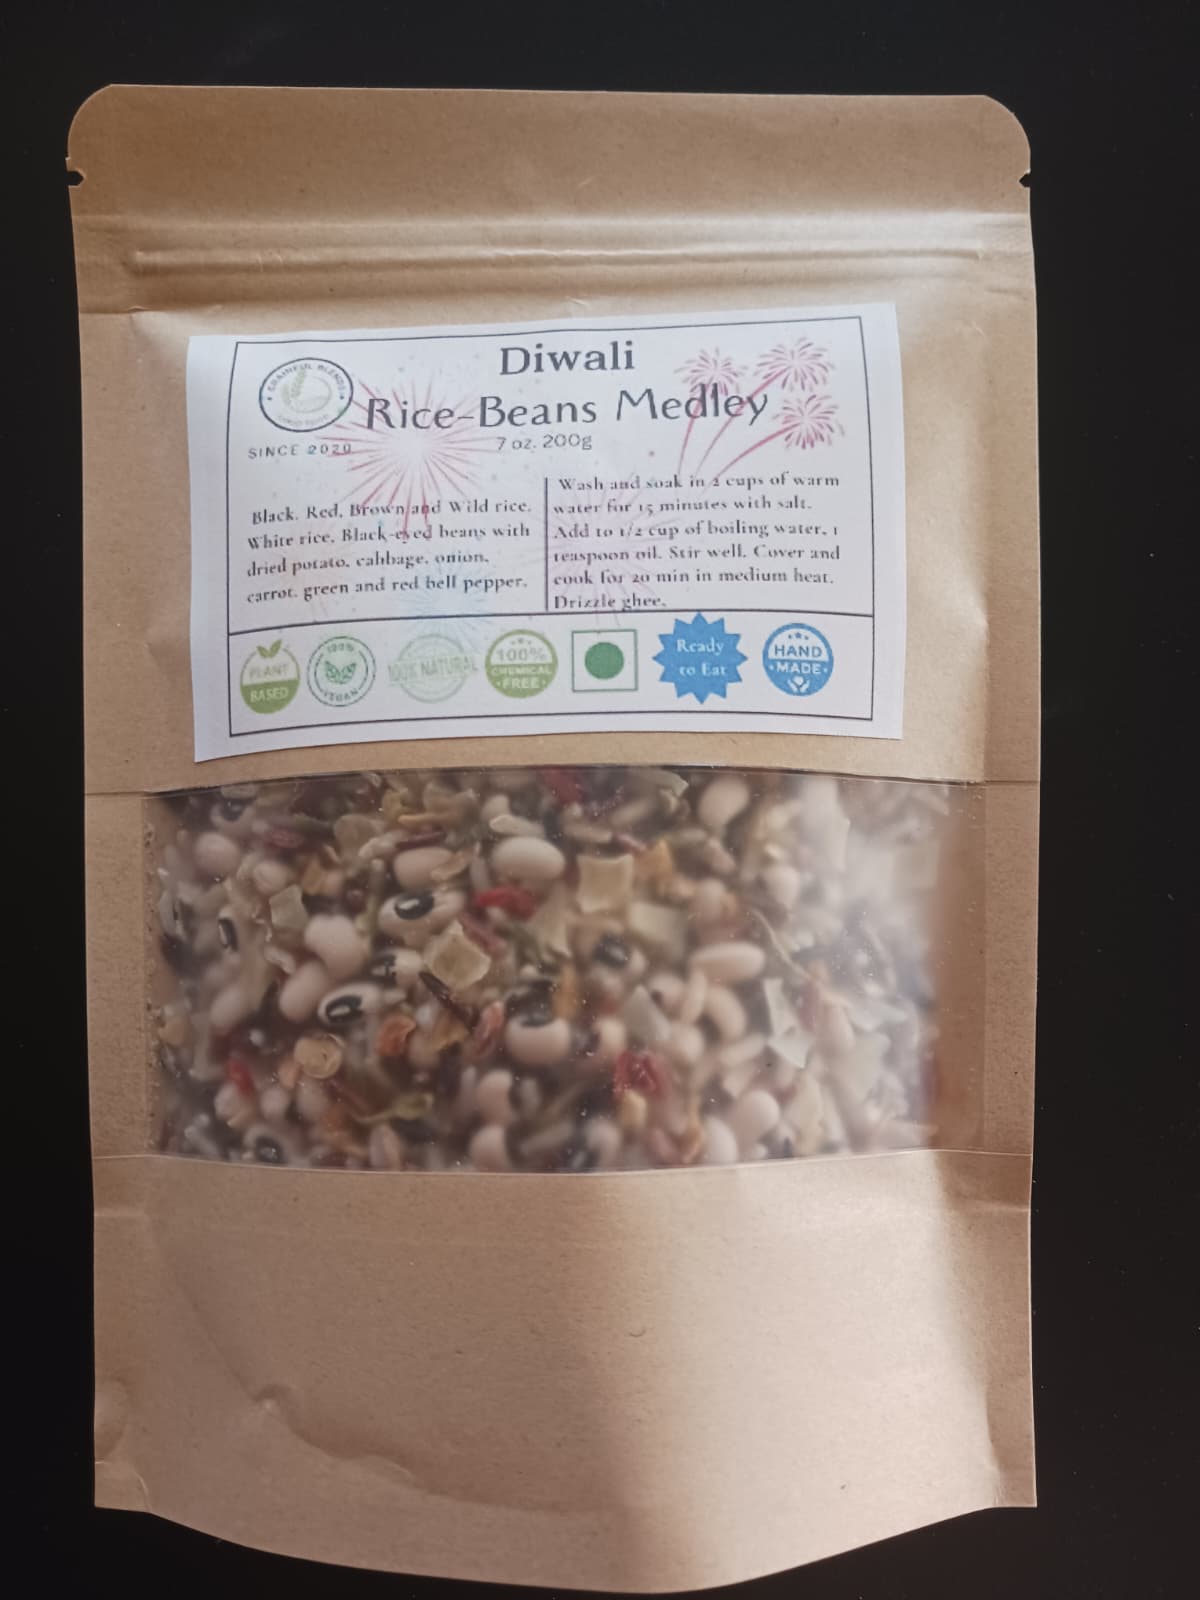 Diwali
Rice-Beans Medley
7 oz. 200g
GRAINFUL BLENDS
SINCE 2020
Black, Red, Brown and Wild rice,
White rice, Black-eyed beans with
dried potato, cabbage, onion,
carrot, green and red bell pepper.
Wash and soak in 2 cups of warm
water for 15 minutes with salt.
Add to 1/2 cup of boiling water, 1
teaspoon oil. Stir well. Cover and
cook for 20 min in medium heat.
Drizzle ghee.
PLANT
BASED
100%
VEGAN
100% NATURAL
100%
CHEMICAL
FREE
Ready
to Eat
HAND
MADE